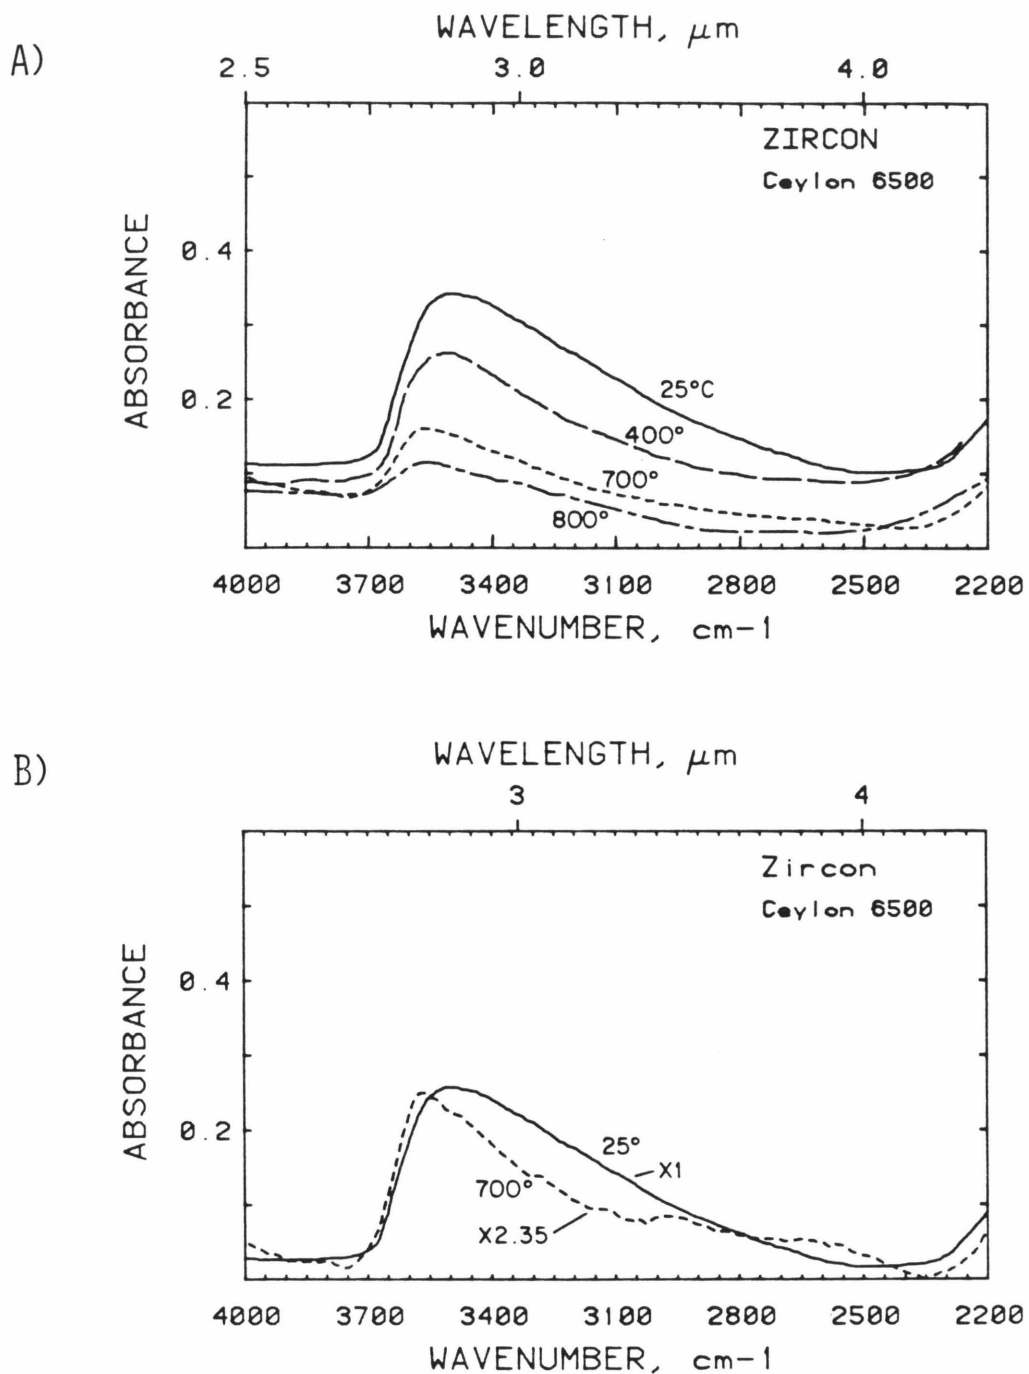 A)
WAVELENGTH, μm
2.5 3.0 4.0
ZIRCON
Ceylon 6500
ABSORBANCE
0.4
0.2
25°C
400°
700°
800°
4000 3700 3400 3100 2800 2500 2200
WAVENUMBER, cm-1
B)
WAVELENGTH, μm
3 4
Zircon
Ceylon 6500
ABSORBANCE
0.4
0.2
25°
X1
700°
X2.35
4000 3700 3400 3100 2800 2500 2200
WAVENUMBER, cm-1